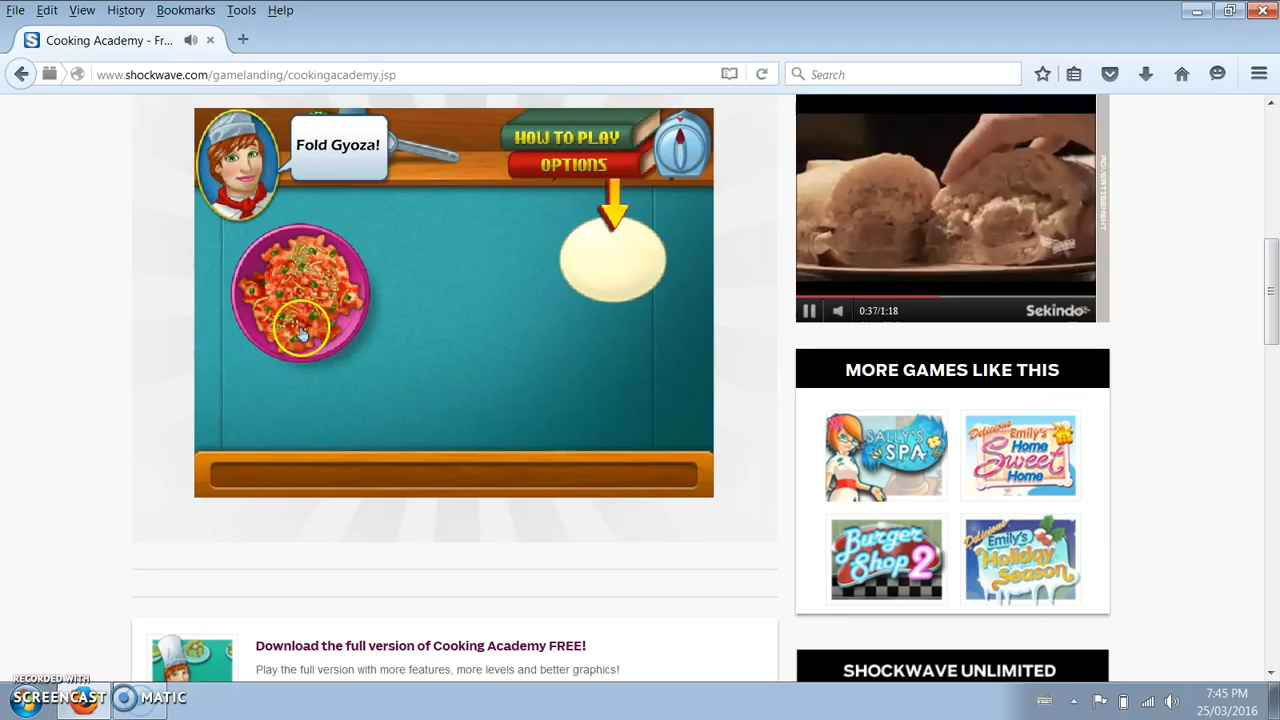 File Edit View History Bookmarks Tools Help
Cooking Academy - Fr...
www.shockwave.com/gamelanding/cookingacademy.jsp
Search
Fold Gyoza!
HOW TO PLAY
OPTIONS
ADVERTISEMENT
0:37/1:18
Sekindo
MORE GAMES LIKE THIS
SALLY'S
SPA
Delicious
Emily's
Home
Sweet
Home
Burger
Shop 2
Delicious
Emily's
Holiday
Season
Download the full version of Cooking Academy FREE!
Play the full version with more features, more levels and better graphics!
SHOCKWAVE UNLIMITED
RECORDED WITH
SCREENCAST MATIC
7:45 PM
25/03/2016